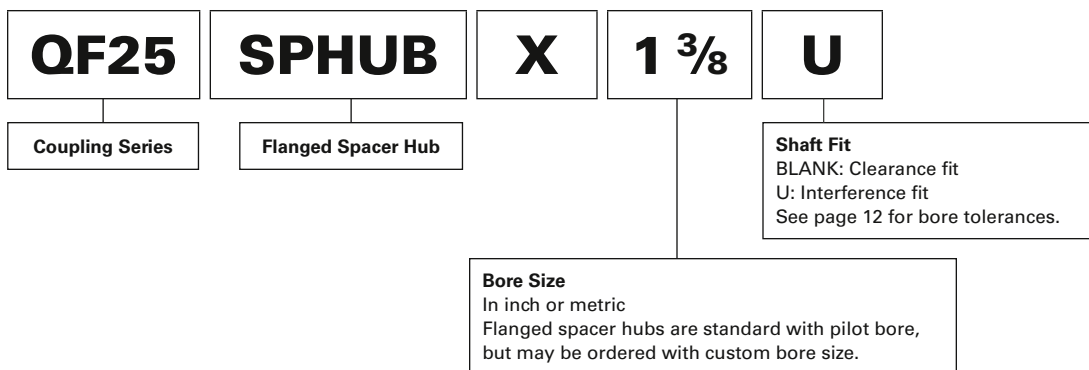 QF25 SPHUB X 1 ⅜ U
Coupling Series
Flanged Spacer Hub
Shaft Fit
BLANK: Clearance fit
U: Interference fit
See page 12 for bore tolerances.
Bore Size
In inch or metric
Flanged spacer hubs are standard with pilot bore,
but may be ordered with custom bore size.